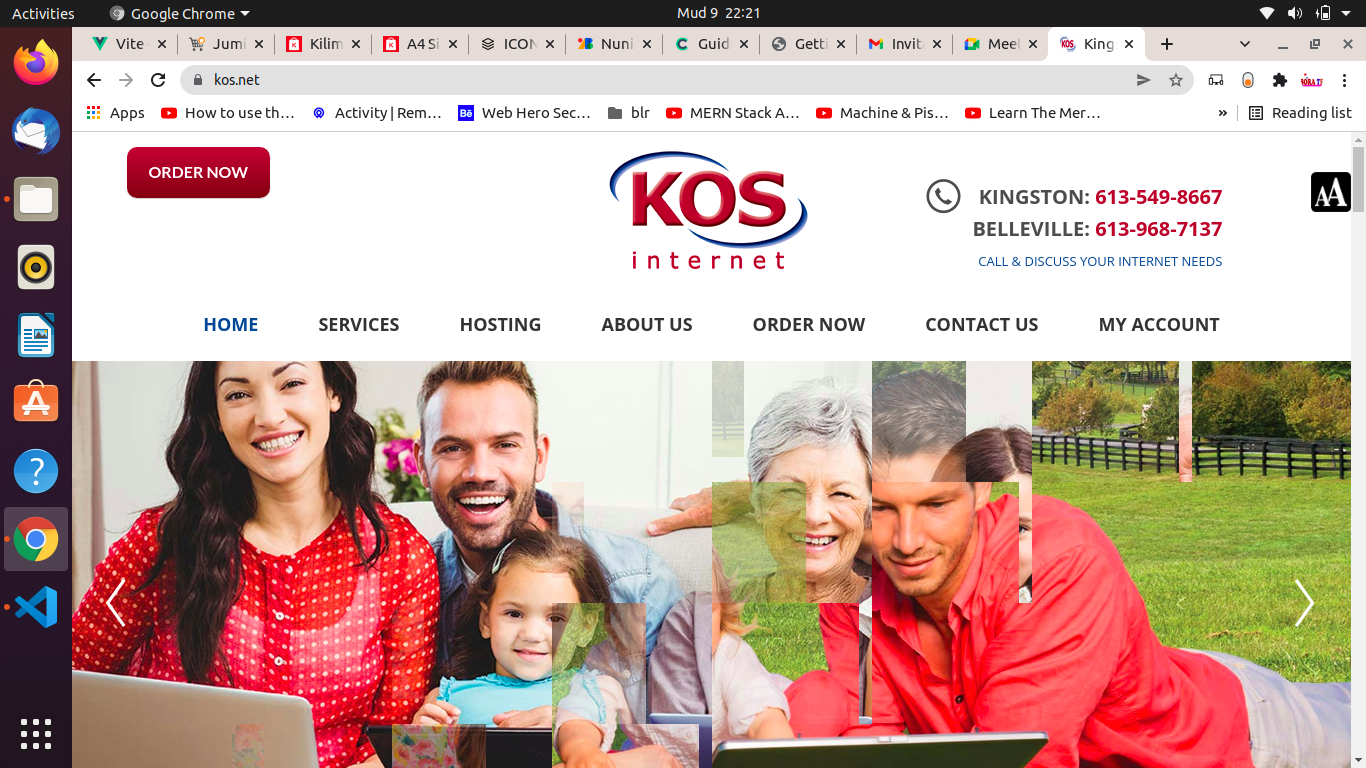 Activities Google Chrome Mud 9 22:21
Vite Jumi Kilim A4 Si ICON Nuni Guid Getti Invita Meet King
kos.net
Apps How to use th… Activity | Rem… Web Hero Sec… blr MERN Stack A… Machine & Pis… Learn The Mer… » Reading list
ORDER NOW
KOS
internet
KINGSTON: 613-549-8667
BELLEVILLE: 613-968-7137
CALL & DISCUSS YOUR INTERNET NEEDS
AA
HOME SERVICES HOSTING ABOUT US ORDER NOW CONTACT US MY ACCOUNT